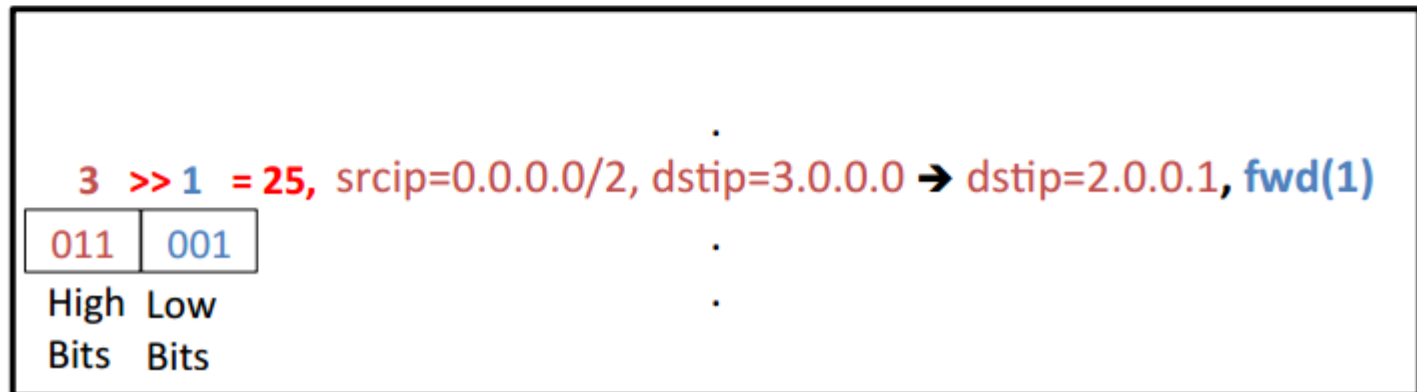 .
3 >> 1 = 25, srcip=0.0.0.0/2, dstip=3.0.0.0 ➔ dstip=2.0.0.1, fwd(1)
011 001 .
High Low .
Bits Bits